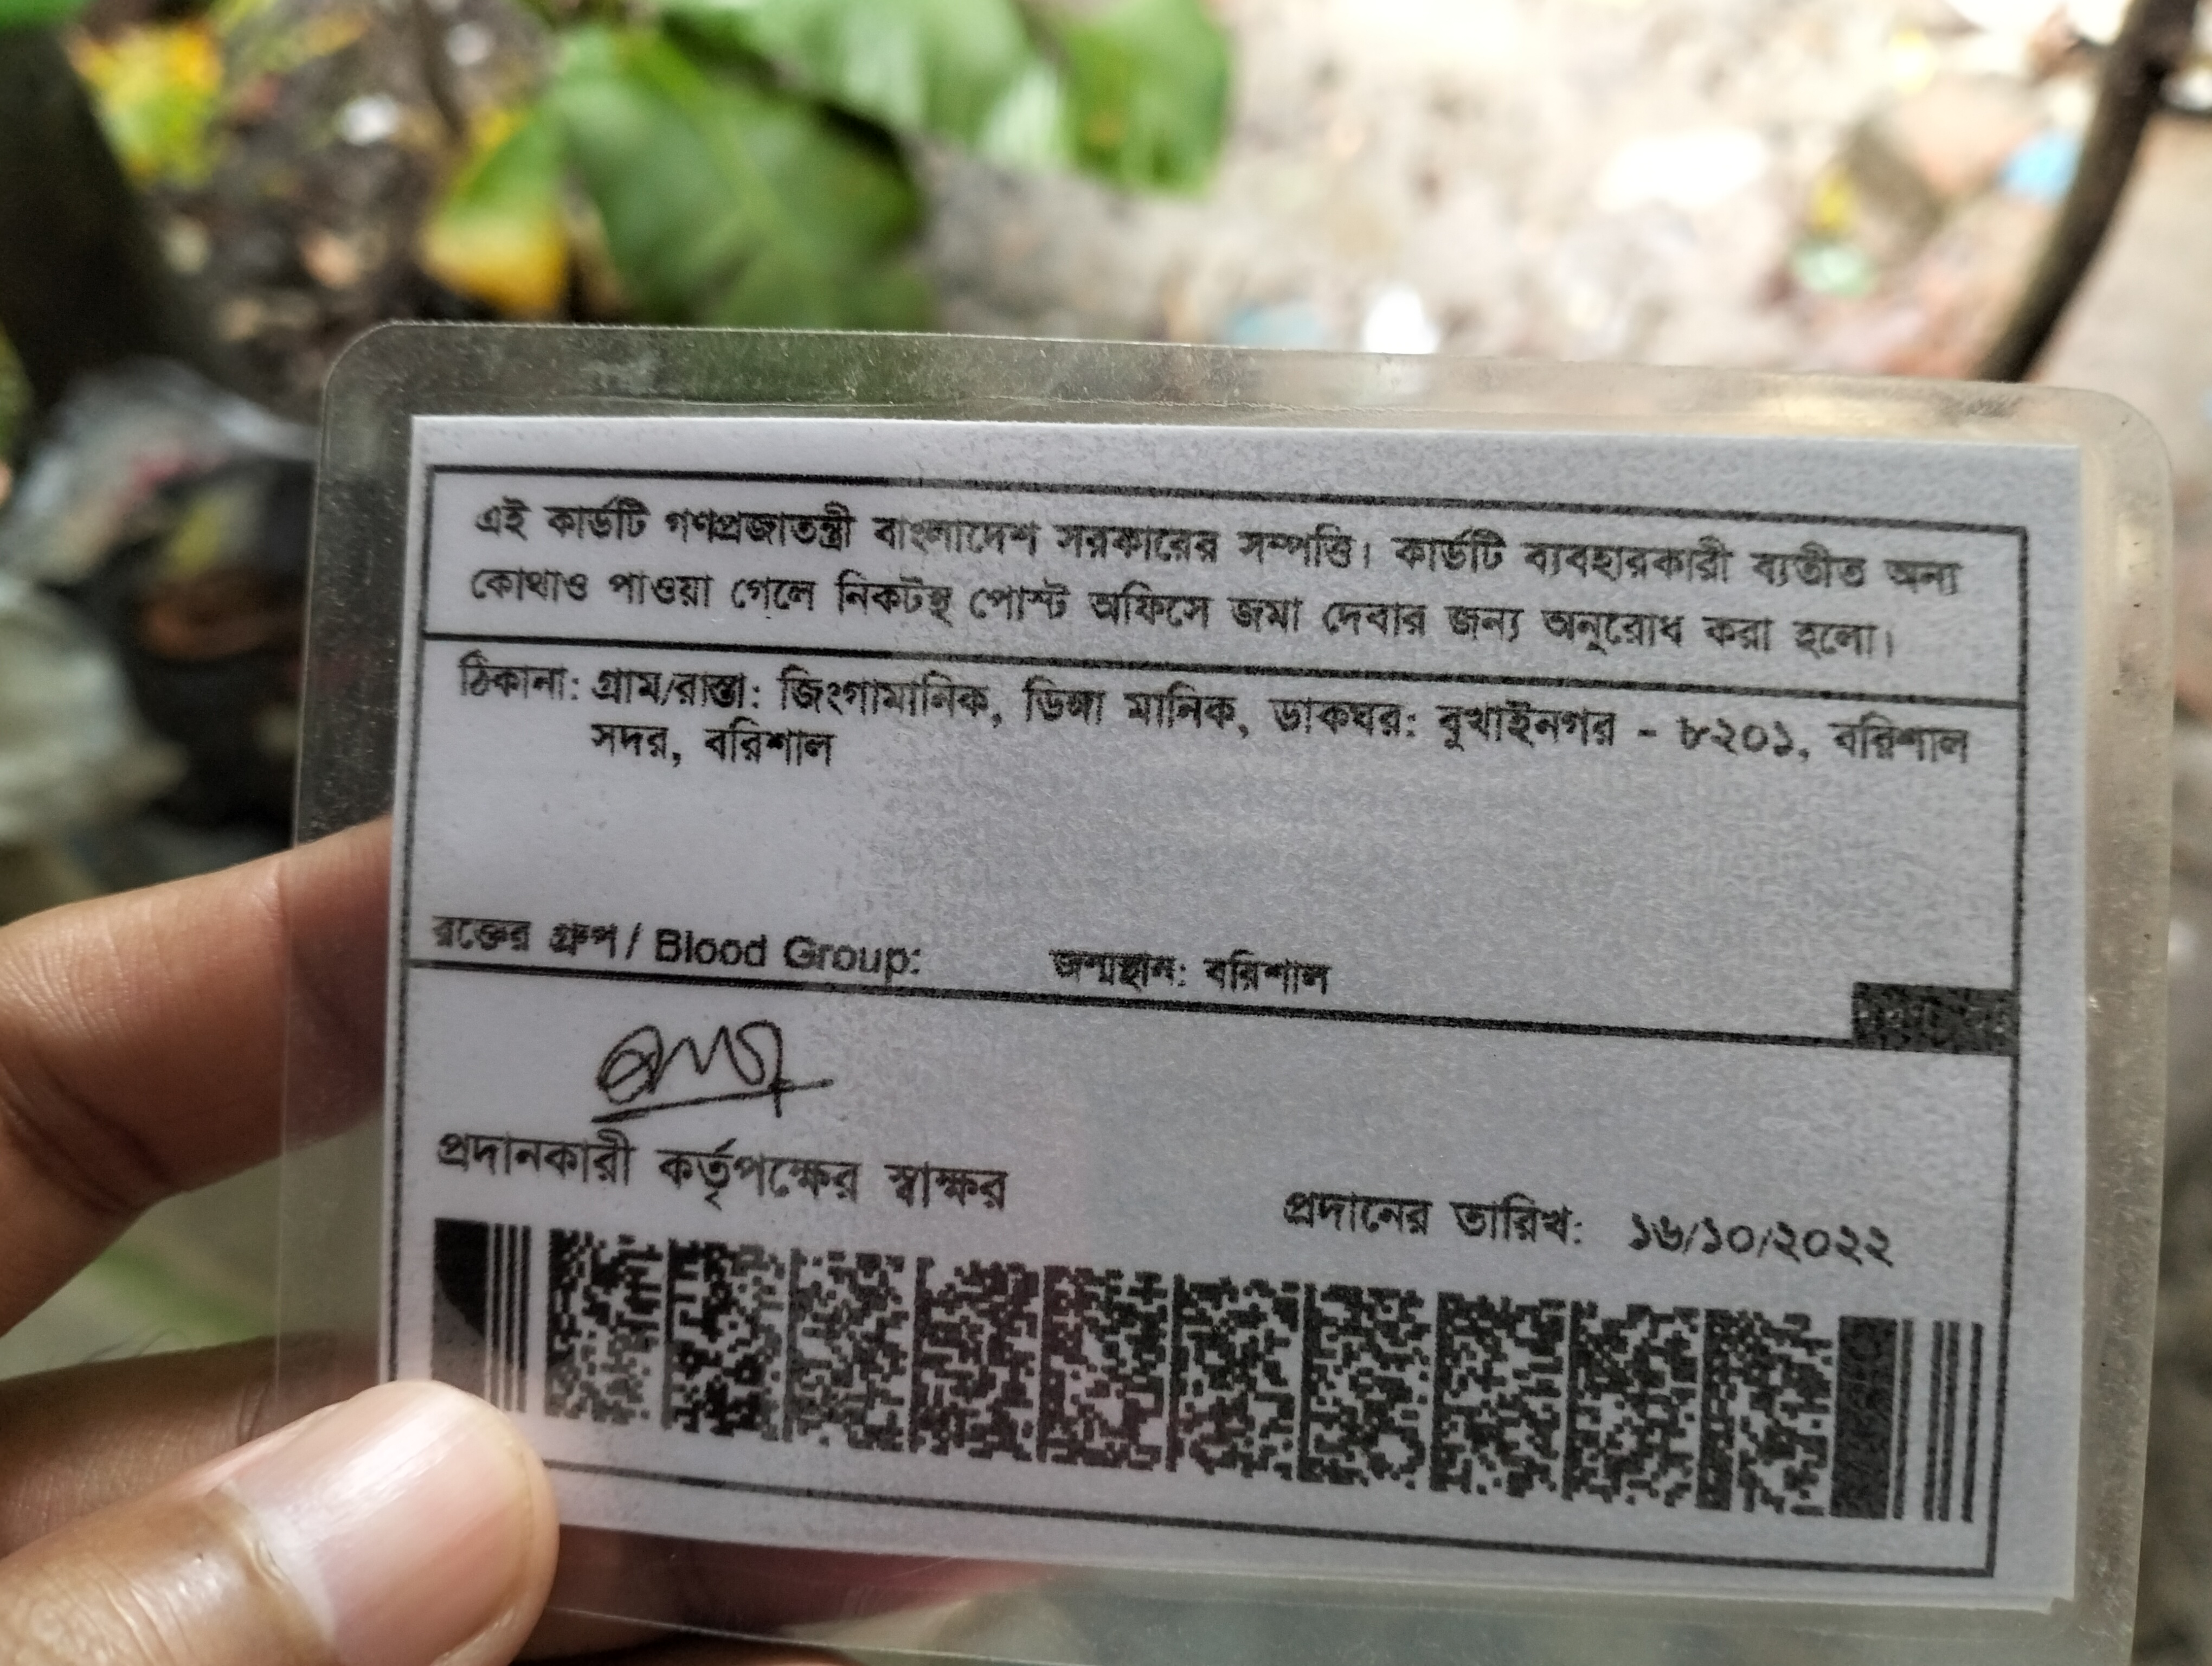 এই কার্ডটি গণপ্রজাতন্ত্রী বাংলাদেশ সরকারের সম্পত্তি। কার্ডটি ব্যবহারকারী ব্যতীত অন্য
কোথাও পাওয়া গেলে নিকটস্থ পোস্ট অফিসে জমা দেবার জন্য অনুরোধ করা হলো।
ঠিকানা: গ্রাম/রাস্তা: জিংগামানিক, ডিঙ্গা মানিক, ডাকঘর: বুখাইনগর - ৮২০১, বরিশাল
সদর, বরিশাল
রক্তের গ্রুপ / Blood Group: জন্মস্থান: বরিশাল
প্রদানকারী কর্তৃপক্ষের স্বাক্ষর
প্রদানের তারিখ: ১৬/১০/২০২২